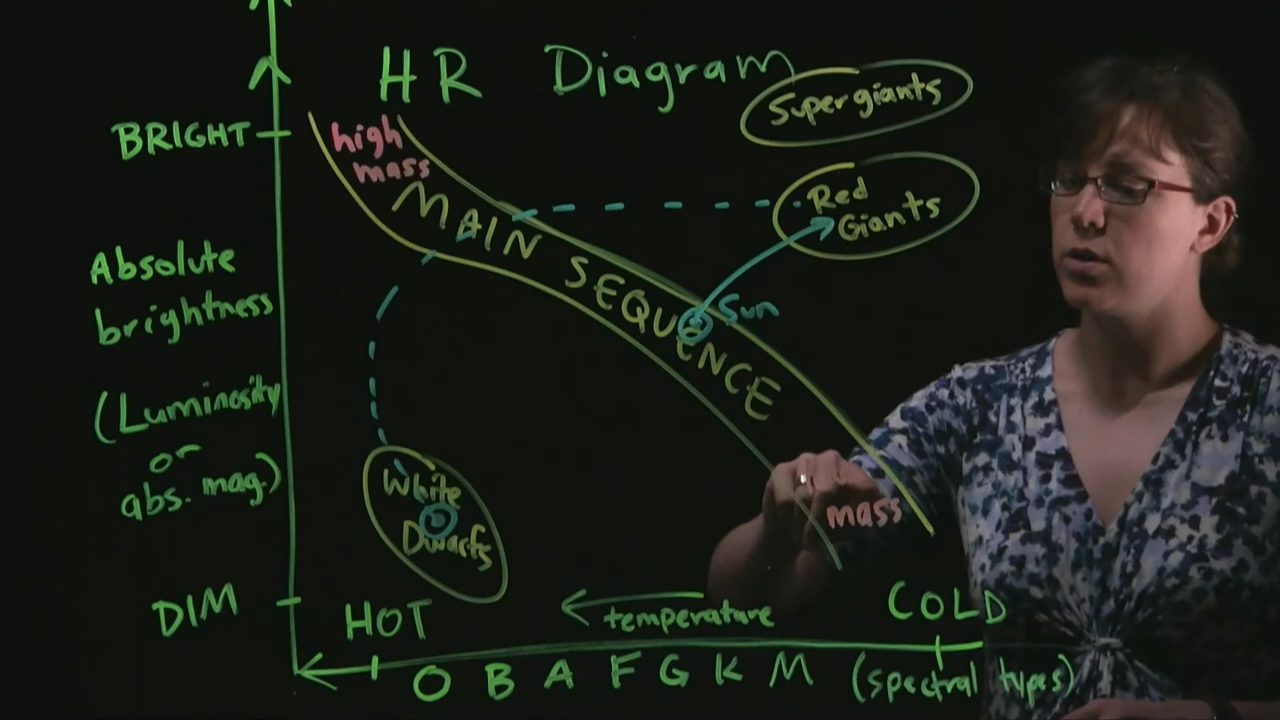 HR Diagram
Supergiants
BRIGHT
high
mass
MAIN SEQUENCE
Red
Giants
Absolute
brightness
(Luminosity
or
abs. mag.)
Sun
White
Dwarfs
mass
DIM
HOT
temperature
COLD
O B A F G K M (spectral types)